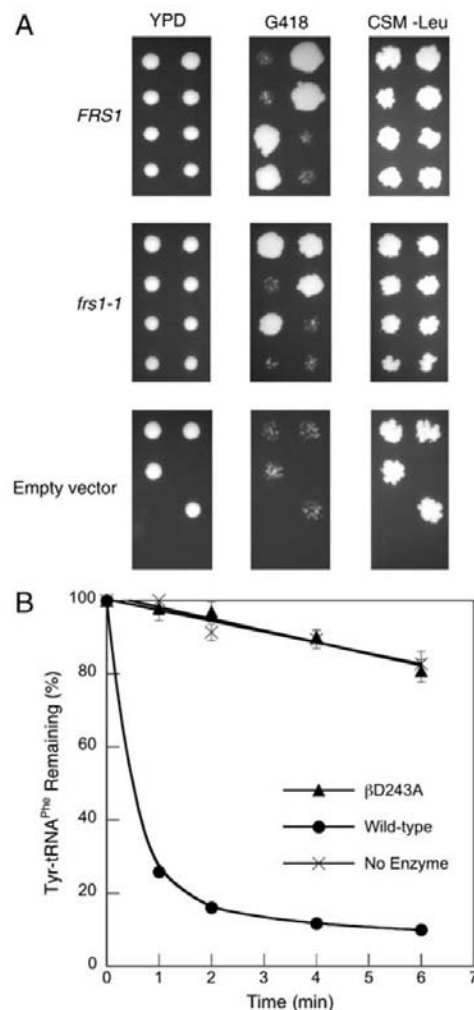 A
YPD
G418
CSM -Leu
FRS1
frs1-1
Empty vector
B
Tyr-tRNA^Phe Remaining (%)
100
80
60
40
20
0
βD243A
Wild-type
No Enzyme
0 1 2 3 4 5 6 7
Time (min)